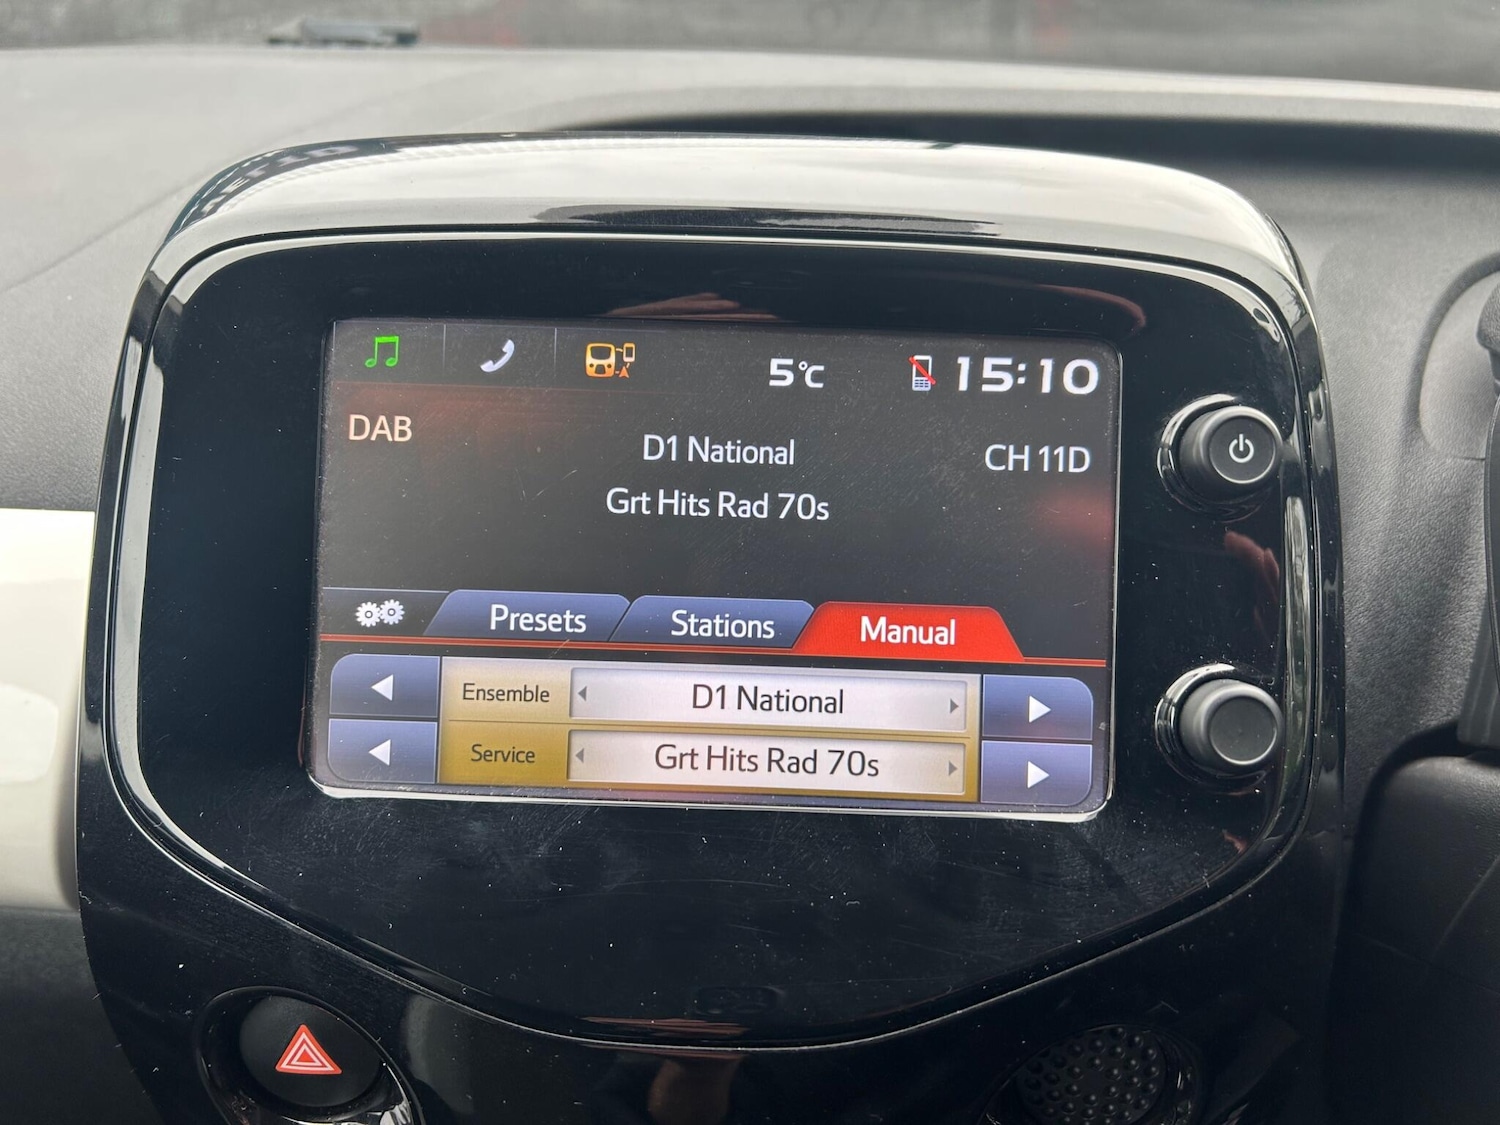 5°C
15:10
DAB
D1 National
CH 11D
Grt Hits Rad 70s
Presets
Stations
Manual
Ensemble
D1 National
Service
Grt Hits Rad 70s